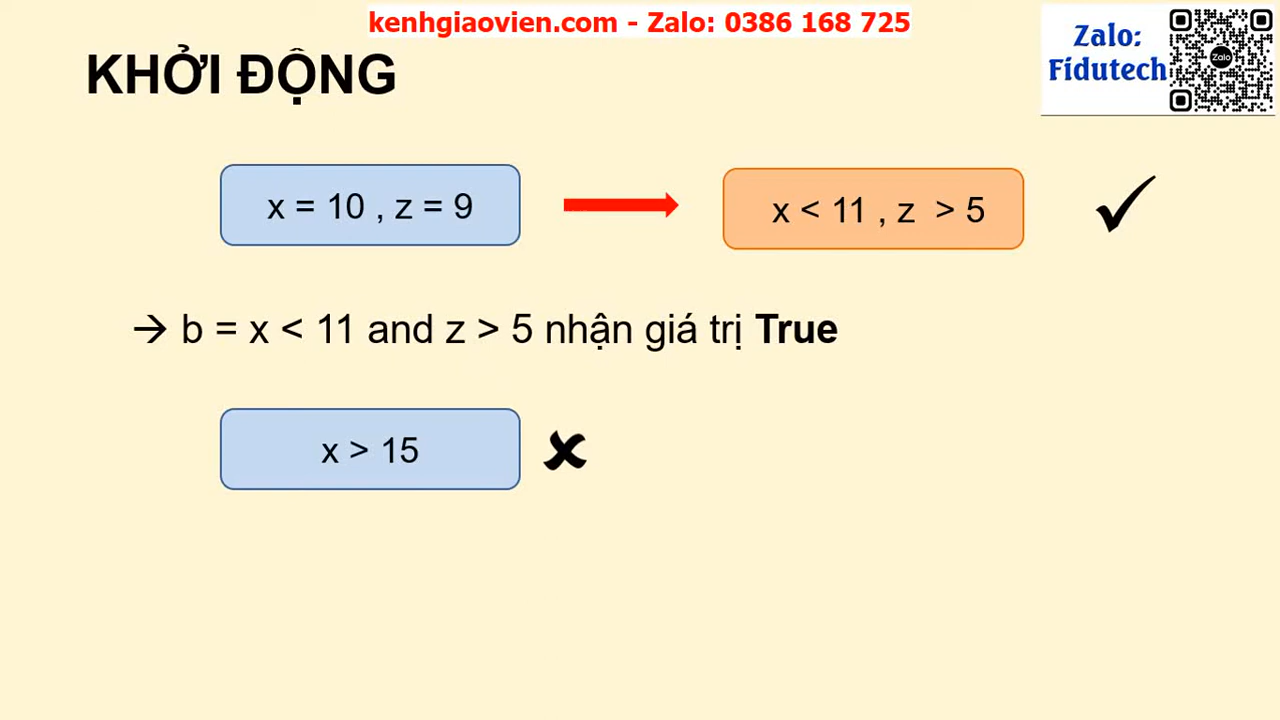 kenhgiaovien.com - Zalo: 0386 168 725
Zalo:
Fidutech
Zalo
KHỞI ĐỘNG
x = 10 , z = 9
x < 11 , z > 5
→ b = x < 11 and z > 5 nhận giá trị True
x > 15